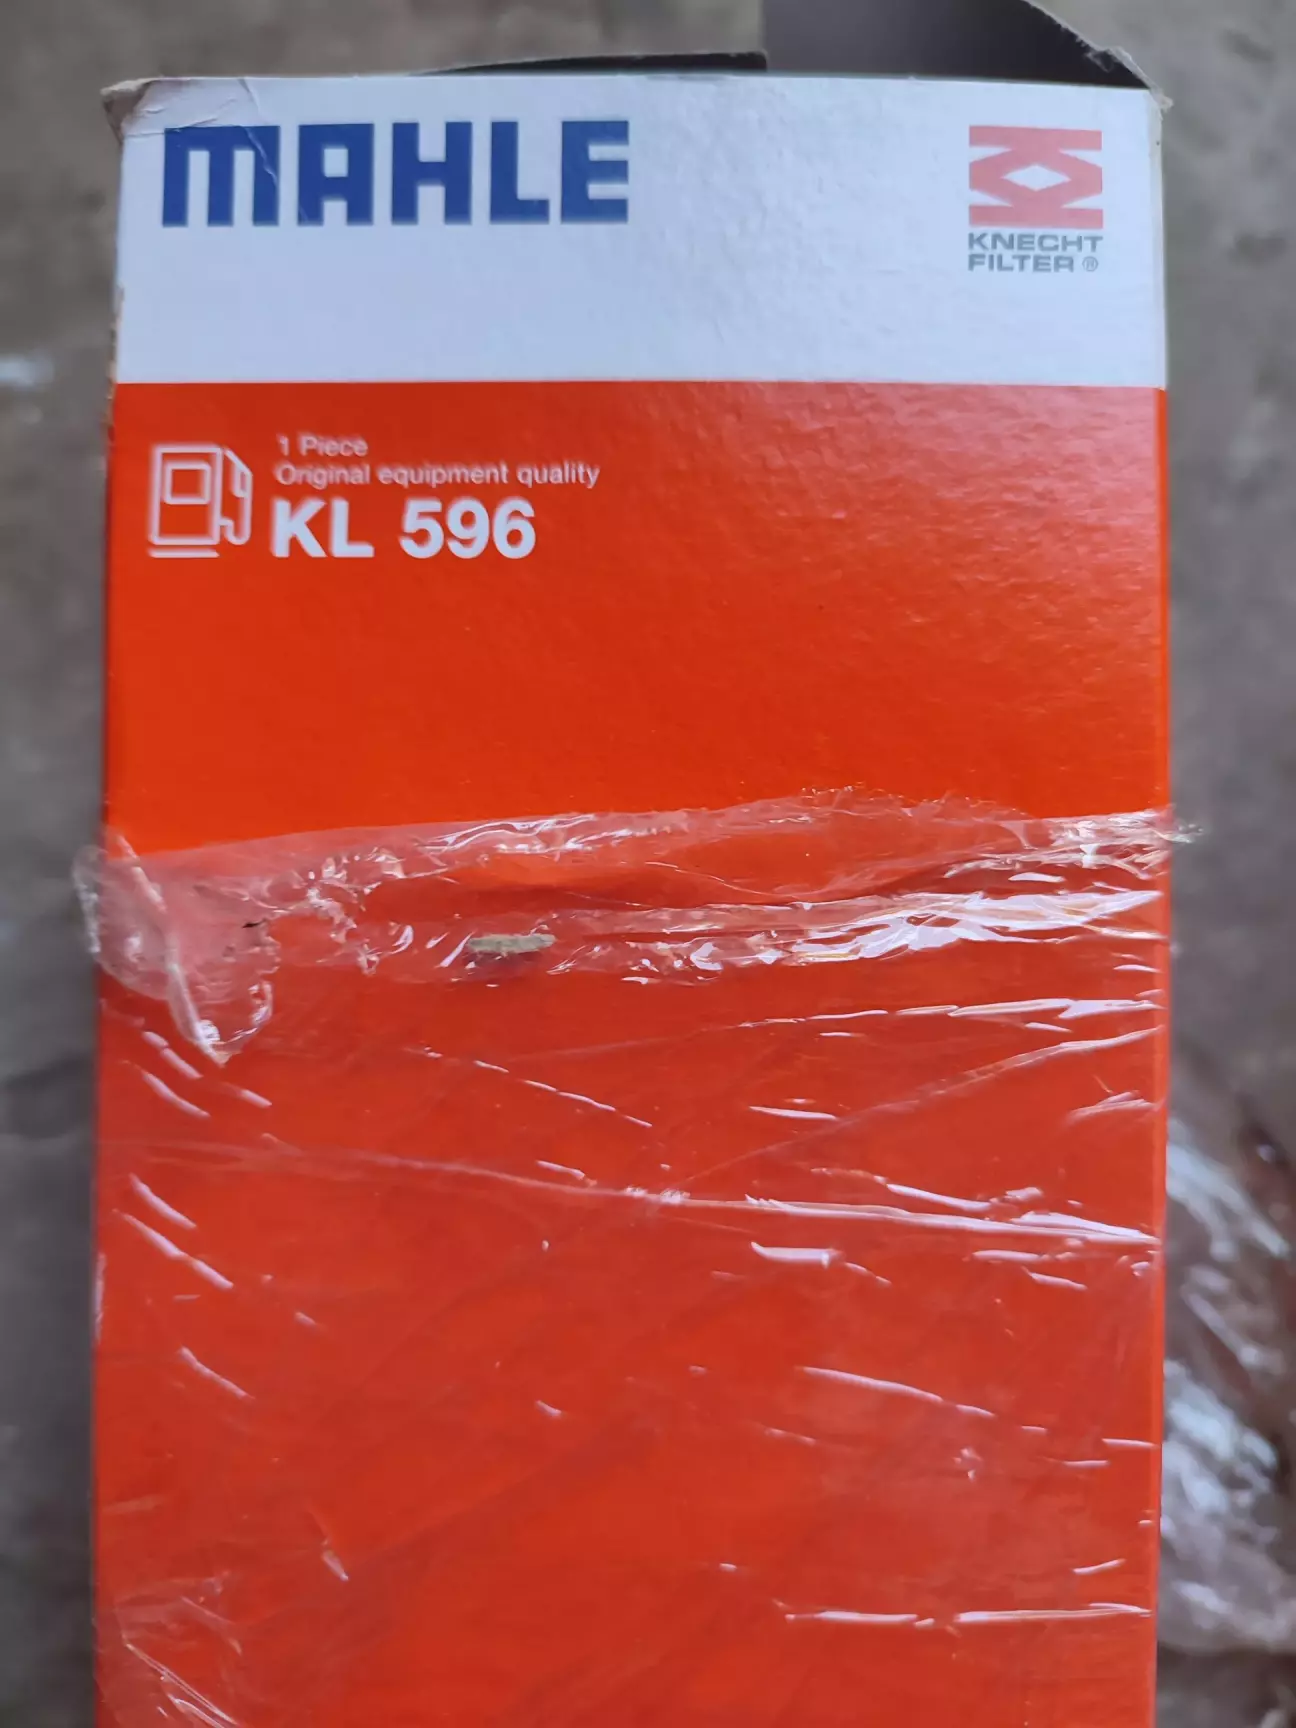 MAHLE
KNECHT
FILTER ®
1 Piece
Original equipment quality
KL 596